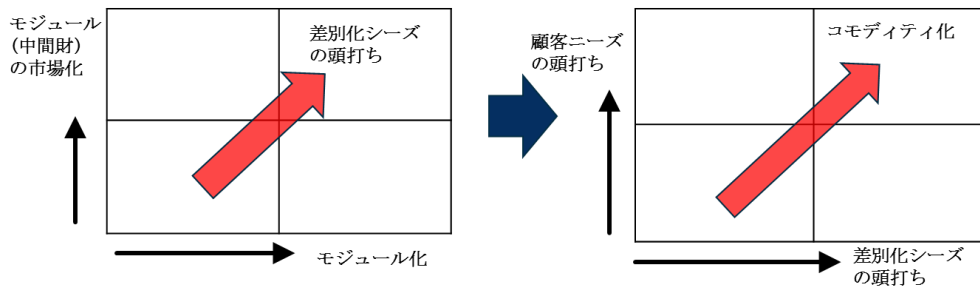 モジュール
(中間財)
の市場化
差別化シーズ
の頭打ち
モジュール化
顧客ニーズ
の頭打ち
コモディティ化
差別化シーズ
の頭打ち